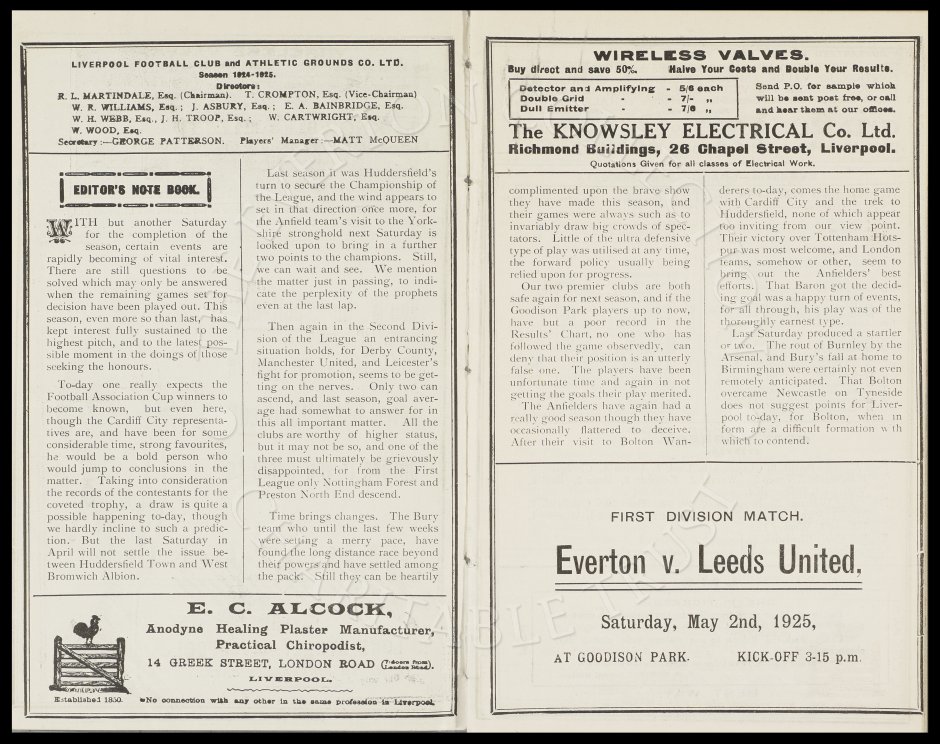 LIVERPOOL FOOTBALL CLUB and ATHLETIC GROUNDS CO. LTD.
Season 1924-1925.
Directors:
R. L. MARTINDALE, Esq. (Chairman). T. CROMPTON, Esq. (Vice-Chairman)
W. R. WILLIAMS, Esq.; J. ASBURY, Esq.; E. A. BAINBRIDGE, Esq.
W. H. WEBB, Esq., J. H. TROOP, Esq.; W. CARTWRIGHT, Esq.
W. WOOD, Esq.
Secretary:—GEORGE PATTERSON. Players' Manager:—MATT McQUEEN
EDITOR'S NOTE BOOK.
WITH but another Saturday
for the completion of the
season, certain events are
rapidly becoming of vital interest.
There are still questions to be
solved which may only be answered
when the remaining games set for
decision have been played out. This
season, even more so than last, has
kept interest fully sustained to the
highest pitch, and to the latest pos-
sible moment in the doings of those
seeking the honours.
To-day one really expects the
Football Association Cup winners to
become known, but even here,
though the Cardiff City representa-
tives are, and have been for some
considerable time, strong favourites,
he would be a bold person who
would jump to conclusions in the
matter. Taking into consideration
the records of the contestants for the
coveted trophy, a draw is quite a
possible happening to-day, though
we hardly incline to such a predic-
tion. But the last Saturday in
April will not settle the issue be-
tween Huddersfield Town and West
Bromwich Albion.
Last season it was Huddersfield's
turn to secure the Championship of
the League, and the wind appears to
set in that direction once more, for
the Anfield team's visit to the York-
shire stronghold next Saturday is
looked upon to bring in a further
two points to the champions. Still,
we can wait and see. We mention
the matter just in passing, to indi-
cate the perplexity of the prophets
even at the last lap.
Then again in the Second Divi-
sion of the League an entrancing
situation holds, for Derby County,
Manchester United, and Leicester's
fight for promotion, seems to be get-
ting on the nerves. Only two can
ascend, and last season, goal aver-
age had somewhat to answer for in
this all important matter. All the
clubs are worthy of higher status,
but it may not be so, and one of the
three must ultimately be grievously
disappointed, for from the First
League only Nottingham Forest and
Preston North End descend.
Time brings changes. The Bury
team who until the last few weeks
were setting a merry pace, have
found the long distance race beyond
their powers and have settled among
the pack. Still they can be heartily
E. C. ALCOCK,
Anodyne Healing Plaster Manufacturer,
Practical Chiropodist,
14 GREEK STREET, LONDON ROAD (7 doors from London Road).
LIVERPOOL.
Established 1850. No connection with any other in the same profession in Liverpool.
WIRELESS VALVES.
Buy direct and save 50%. Halve Your Costs and Double Your Results.
Detector and Amplifying - 5/6 each
Double Grid - - 7/- „
Dull Emitter - - 7/6 „
Send P.O. for sample which
will be sent post free, or call
and hear them at our offices.
The KNOWSLEY ELECTRICAL Co. Ltd.
Richmond Buildings, 26 Chapel Street, Liverpool.
Quotations Given for all classes of Electrical Work.
complimented upon the brave show
they have made this season, and
their games were always such as to
invariably draw big crowds of spec-
tators. Little of the ultra defensive
type of play was utilised at any time,
the forward policy usually being
relied upon for progress.
Our two premier clubs are both
safe again for next season, and if the
Goodison Park players up to now,
have but a poor record in the
Results' Chart, no one who has
followed the game observedly, can
deny that their position is an utterly
false one. The players have been
unfortunate time and again in not
getting the goals their play merited.
The Anfielders have again had a
really good season though they have
occasionally flattered to deceive.
After their visit to Bolton Wan-
derers to-day, comes the home game
with Cardiff City and the trek to
Huddersfield, none of which appear
too inviting from our view point.
Their victory over Tottenham Hots-
pur was most welcome, and London
teams, somehow or other, seem to
bring out the Anfielders' best
efforts. That Baron got the decid-
ing goal was a happy turn of events,
for all through, his play was of the
thoroughly earnest type.
Last Saturday produced a startler
or two. The rout of Burnley by the
Arsenal, and Bury's fall at home to
Birmingham were certainly not even
remotely anticipated. That Bolton
overcame Newcastle on Tyneside
does not suggest points for Liver-
pool to-day, for Bolton, when in
form are a difficult formation with
which to contend.
FIRST DIVISION MATCH.
Everton v. Leeds United,
Saturday, May 2nd, 1925,
AT GOODISON PARK. KICK-OFF 3-15 p.m.